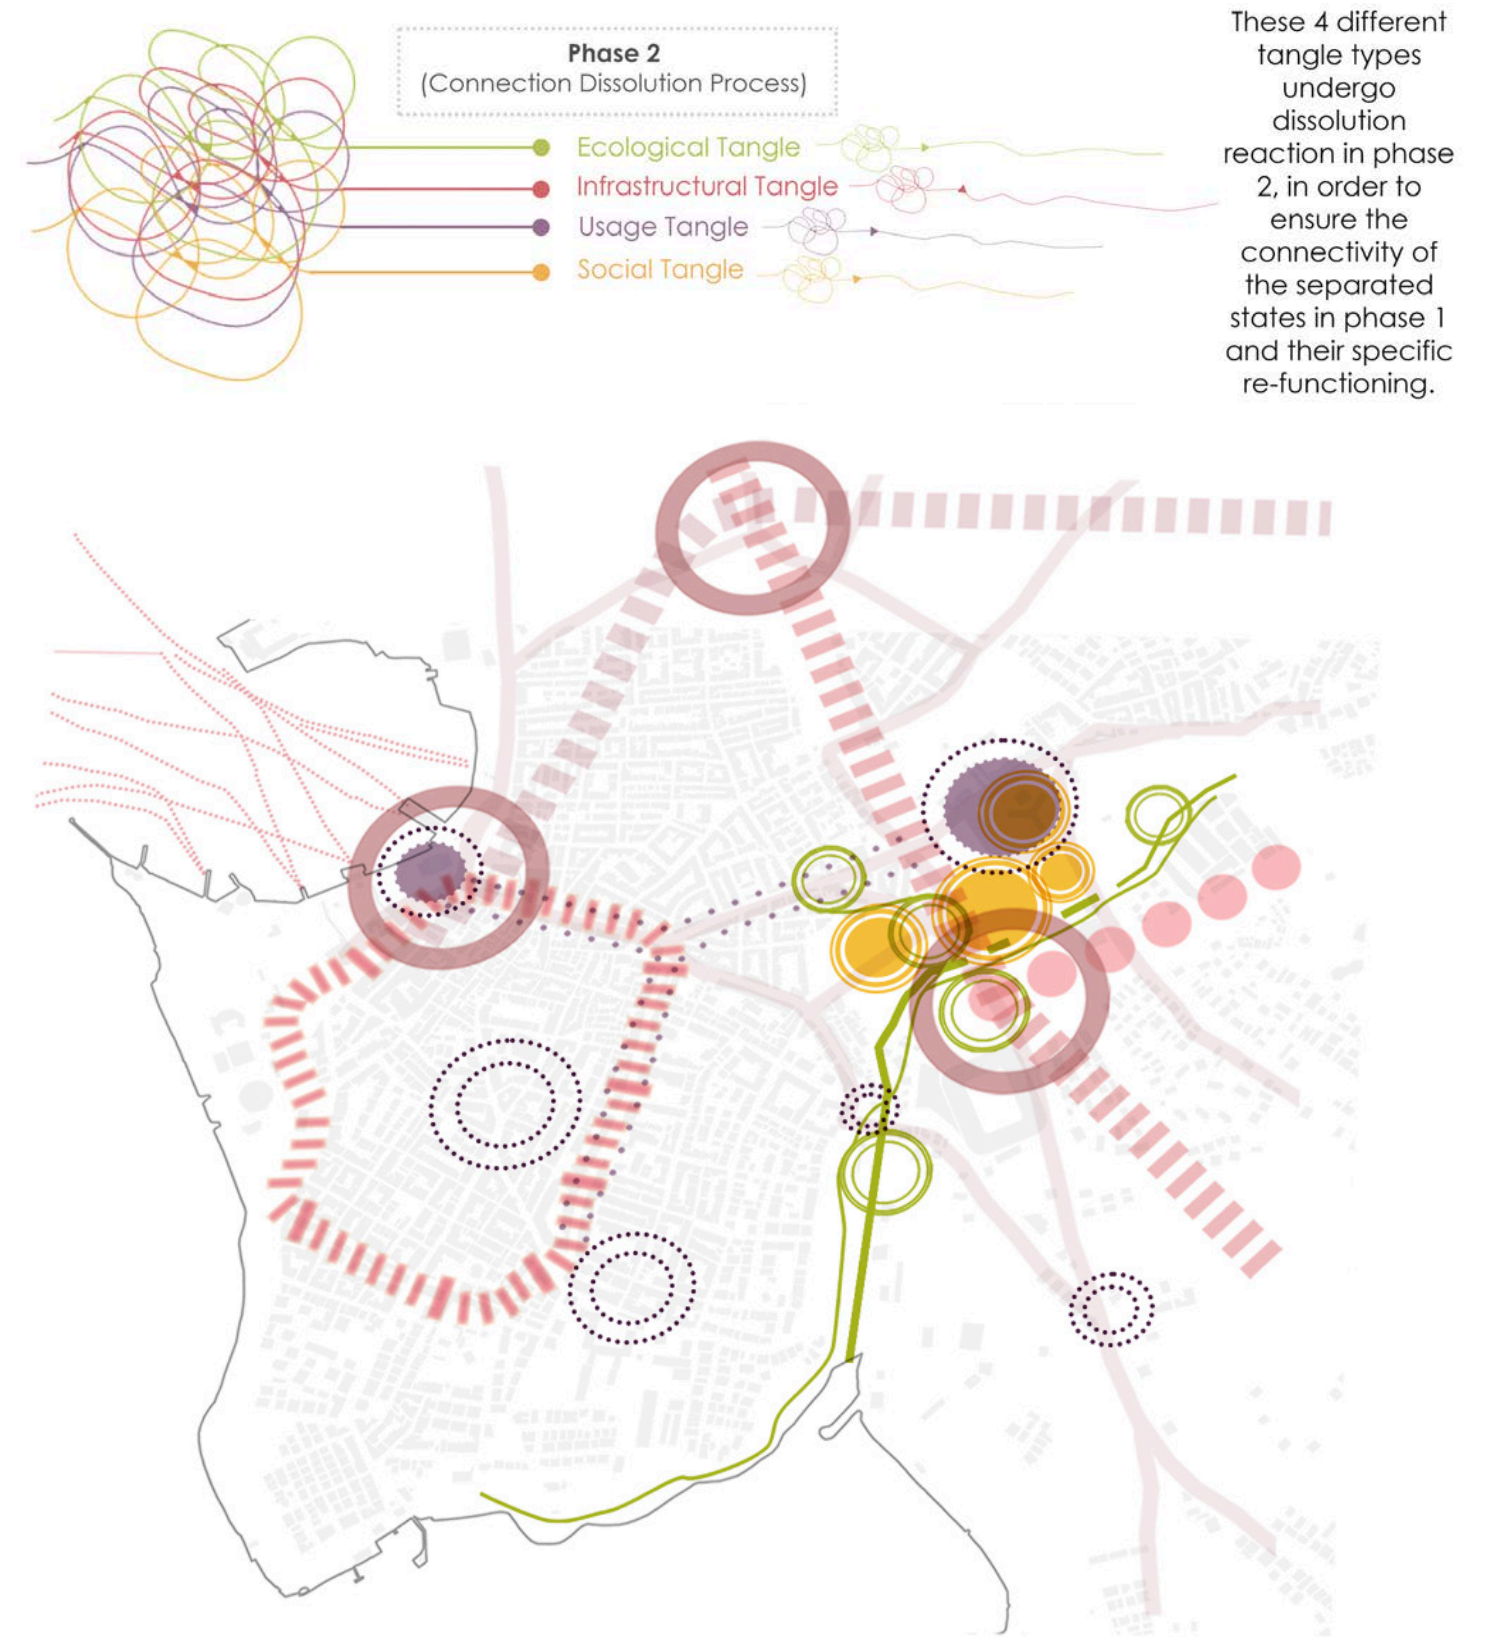 Phase 2
(Connection Dissolution Process)
Ecological Tangle
Infrastructural Tangle
Usage Tangle
Social Tangle
These 4 different
tangle types
undergo
dissolution
reaction in phase
2, in order to
ensure the
connectivity of
the separated
states in phase 1
and their specific
re-functioning.